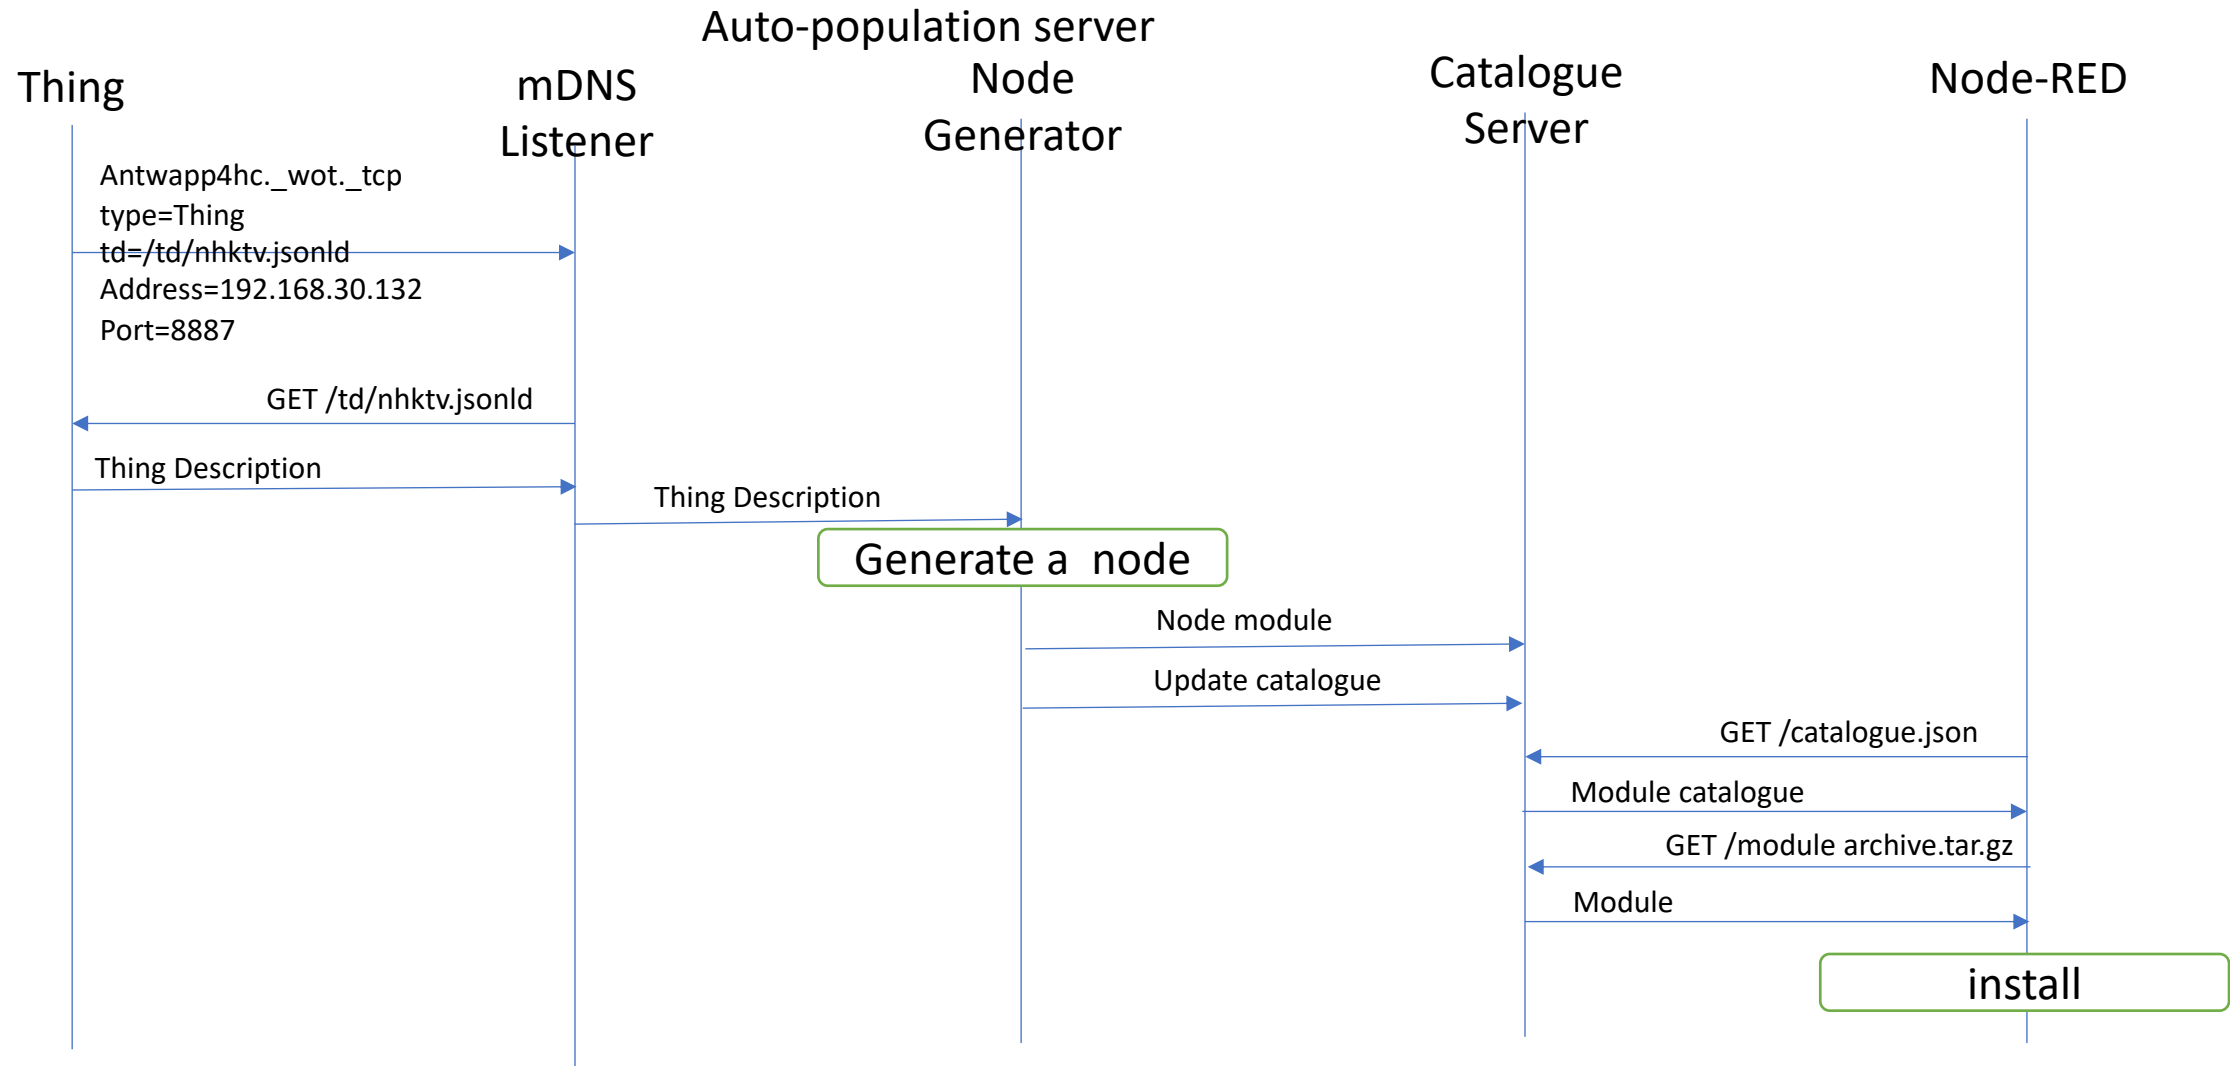 Auto-population server
Thing
mDNS
Listener
Node
Generator
Catalogue
Server
Node-RED
Antwapp4hc._wot._tcp
type=Thing
td=/td/nhktv.jsonld
Address=192.168.30.132
Port=8887
GET /td/nhktv.jsonld
Thing Description
Thing Description
Generate a  node
Node module
Update catalogue
GET /catalogue.json
Module catalogue
GET /module archive.tar.gz
Module
install